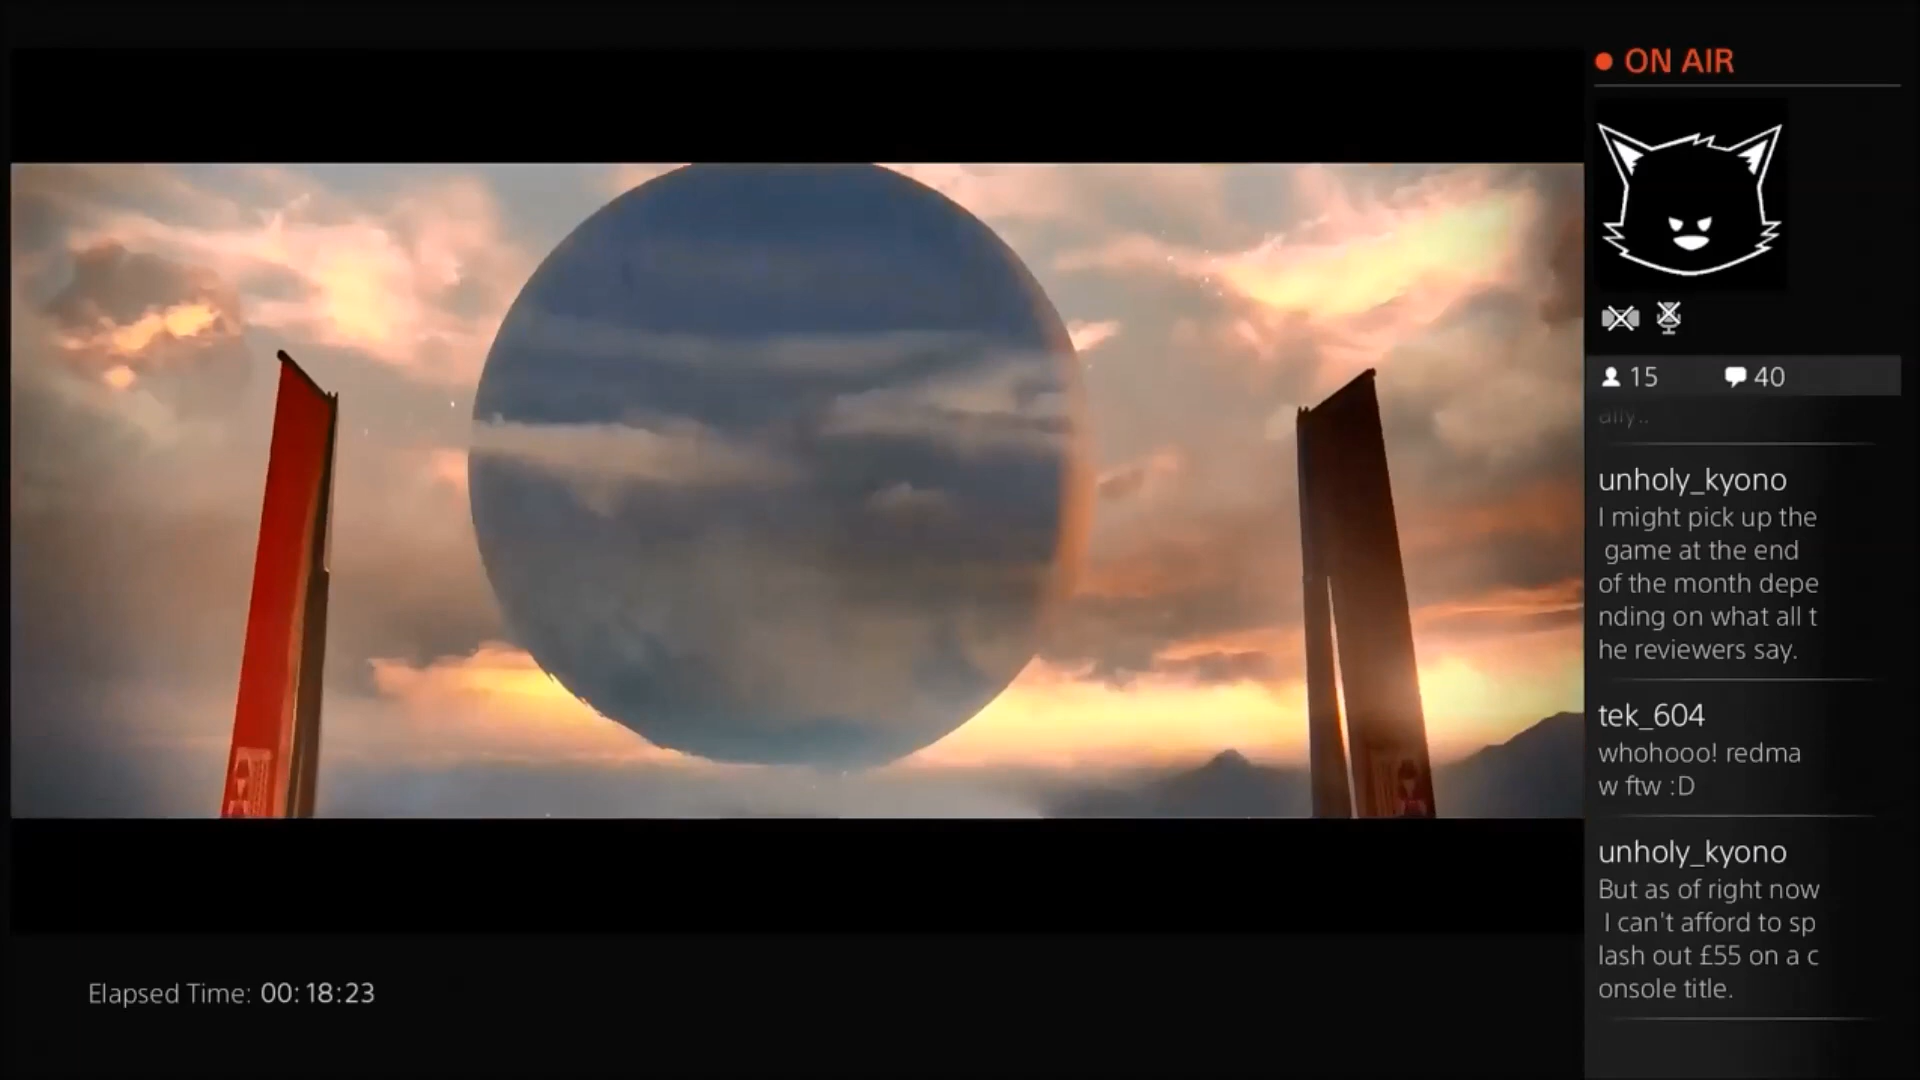 ON AIR
15 40
ally..
unholy_kyono
I might pick up the
game at the end
of the month depe
nding on what all t
he reviewers say.
tek_604
whohooo! redma
w ftw :D
unholy_kyono
But as of right now
I can't afford to sp
lash out £55 on a c
onsole title.
Elapsed Time: 00:18:23